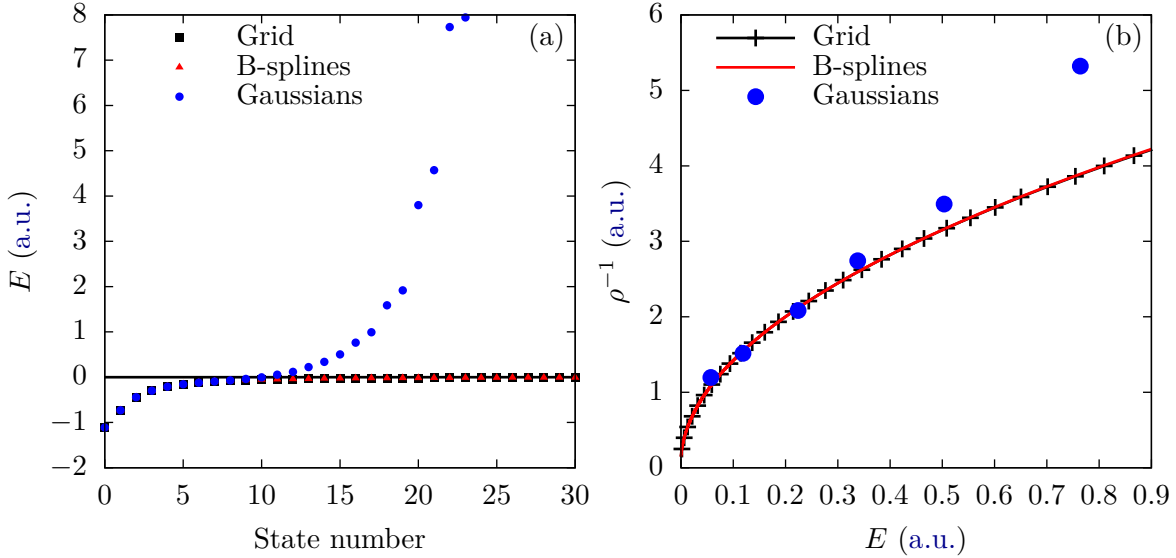 (a)
Grid
B-splines
Gaussians
E (a.u.)
8
7
6
5
4
3
2
1
0
−1
−2
0 5 10 15 20 25 30
State number
(b)
Grid
B-splines
Gaussians
ρ⁻¹ (a.u.)
6
5
4
3
2
1
0
0 0.1 0.2 0.3 0.4 0.5 0.6 0.7 0.8 0.9
E (a.u.)